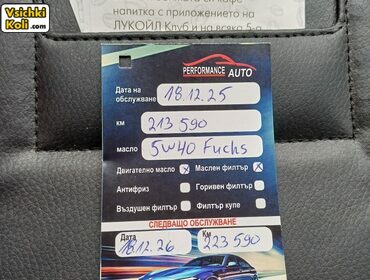 Vsichki
Koli.com
напитка с приложението на
ЛУКОЙЛ Клуб и на всяка 5-а
PERFORMANCE AUTO
Дата на обслужване 18.12.25
км 213 590
масло 5W40 Fuchs
Двигателно масло x Маслен филтър x
Антифриз Горивен филтър
Въздушен филтър Филтър купе
СЛЕДВАЩО ОБСЛУЖВАНЕ
Дата Км
18.12.26 223 590